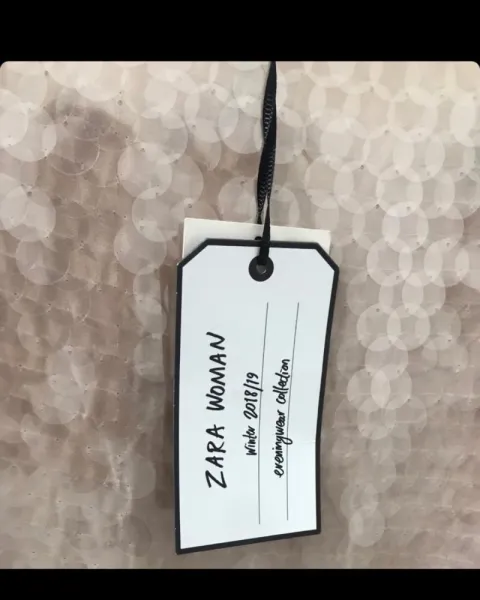 ZARA WOMAN
Winter 2018/19
eveningwear collection